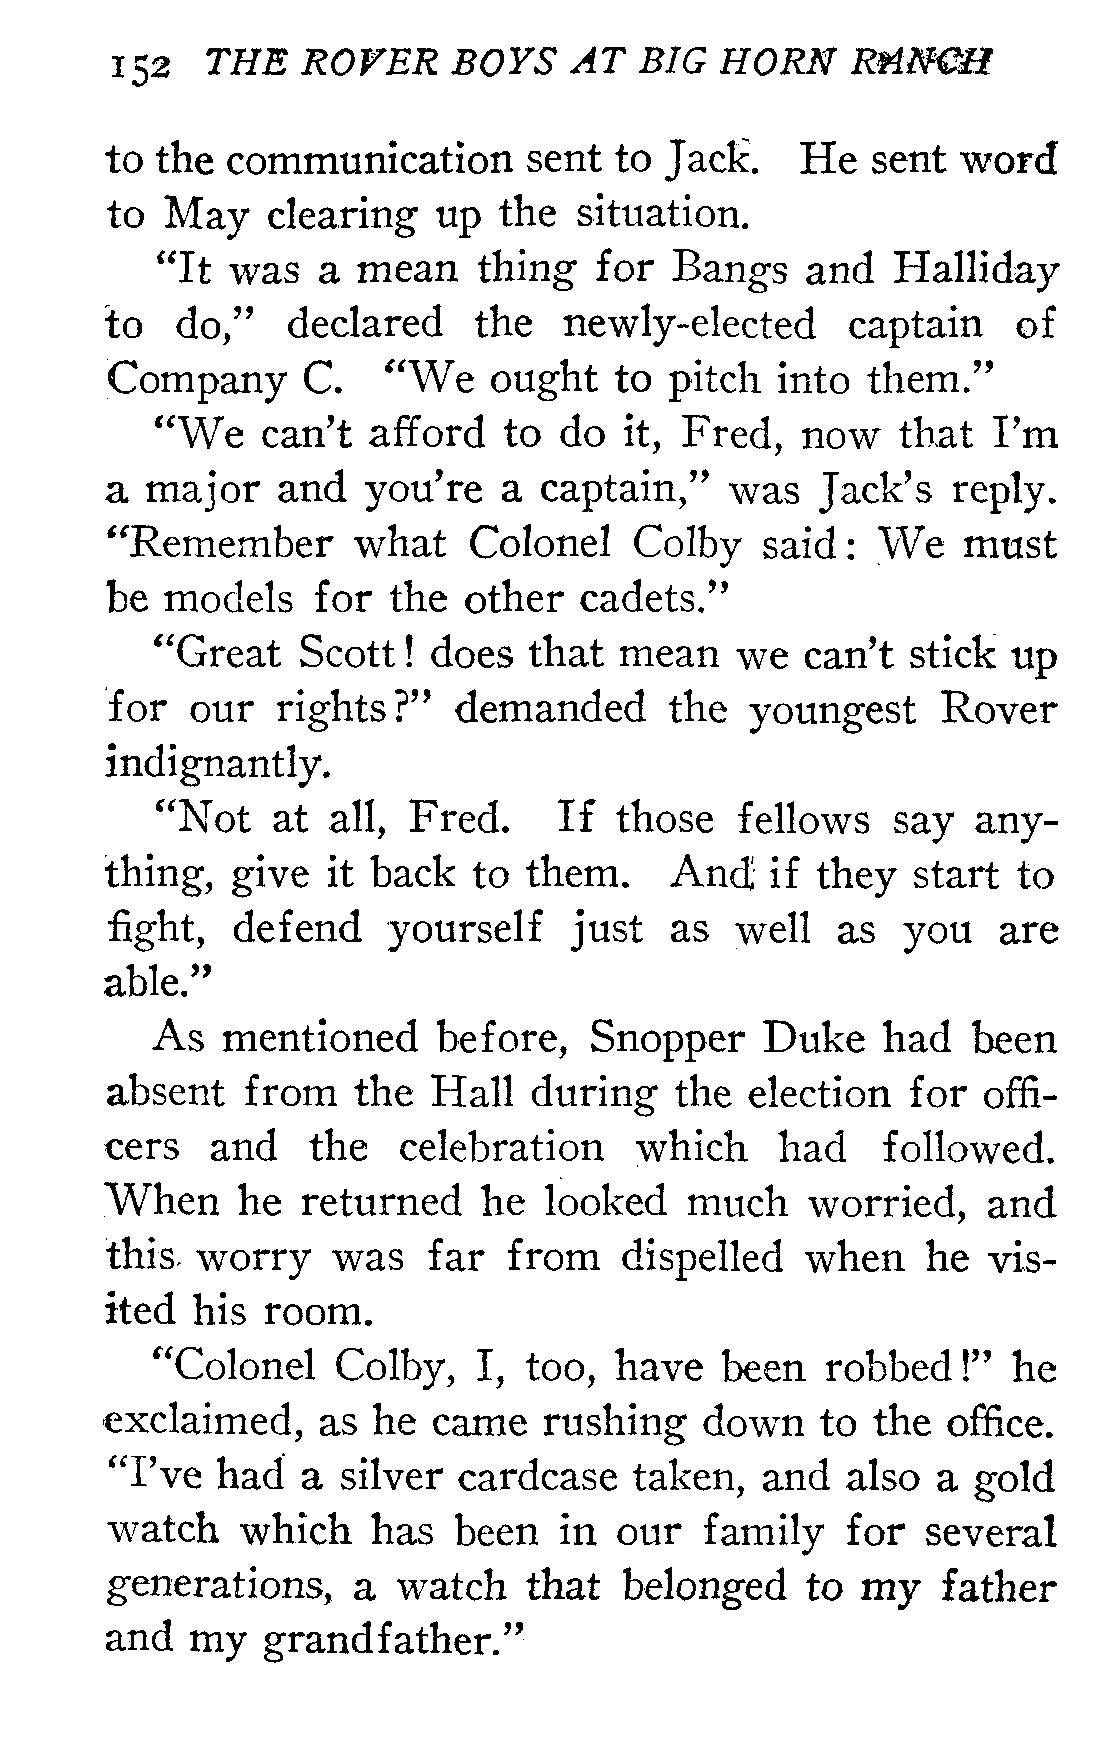 152 THE ROVER BOYS AT BIG HORN RANCH
to the communication sent to Jack. He sent word
to May clearing up the situation.
"It was a mean thing for Bangs and Halliday
to do," declared the newly-elected captain of
Company C. "We ought to pitch into them."
"We can't afford to do it, Fred, now that I'm
a major and you're a captain," was Jack's reply.
"Remember what Colonel Colby said: We must
be models for the other cadets."
"Great Scott! does that mean we can't stick up
for our rights?" demanded the youngest Rover
indignantly.
"Not at all, Fred. If those fellows say any-
thing, give it back to them. And if they start to
fight, defend yourself just as well as you are
able."
As mentioned before, Snopper Duke had been
absent from the Hall during the election for offi-
cers and the celebration which had followed.
When he returned he looked much worried, and
this worry was far from dispelled when he vis-
ited his room.
"Colonel Colby, I, too, have been robbed!" he
exclaimed, as he came rushing down to the office.
"I've had a silver cardcase taken, and also a gold
watch which has been in our family for several
generations, a watch that belonged to my father
and my grandfather."